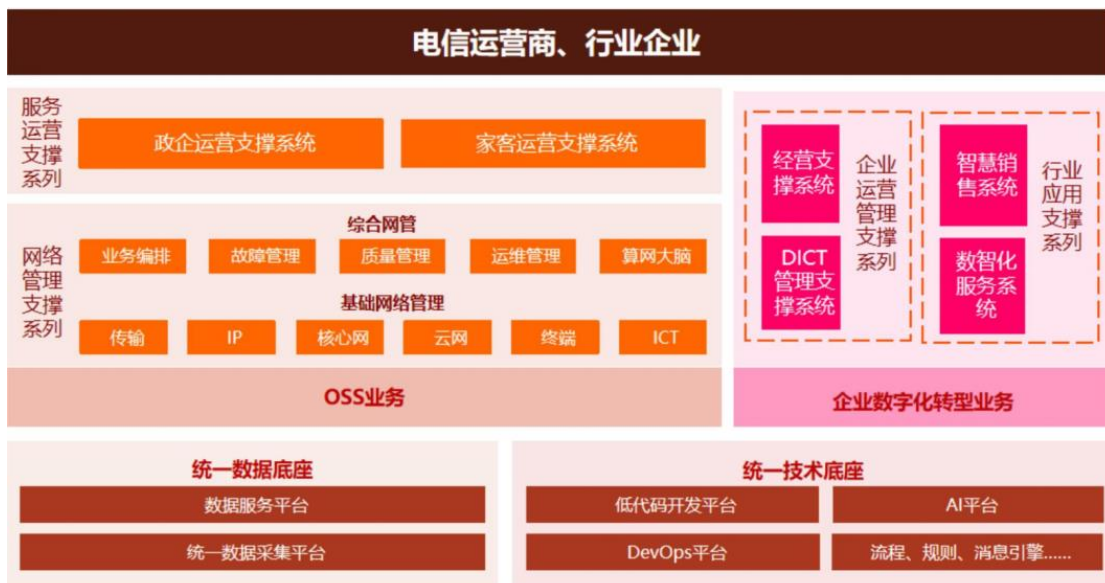 电信运营商、行业企业
服务
运营
支撑
系列
政企运营支撑系统
家客运营支撑系统
网络
管理
支撑
系列
综合网管
业务编排
故障管理
质量管理
运维管理
算网大脑
基础网络管理
传输
IP
核心网
云网
终端
ICT
OSS业务
经营支
撑系统
DICT
管理支
撑系统
企业
运营
管理
支撑
系列
智慧销
售系统
数智化
服务系
统
行业
应用
支撑
系列
企业数字化转型业务
统一数据底座
数据服务平台
统一数据采集平台
统一技术底座
低代码开发平台
AI平台
DevOps平台
流程、规则、消息引擎......